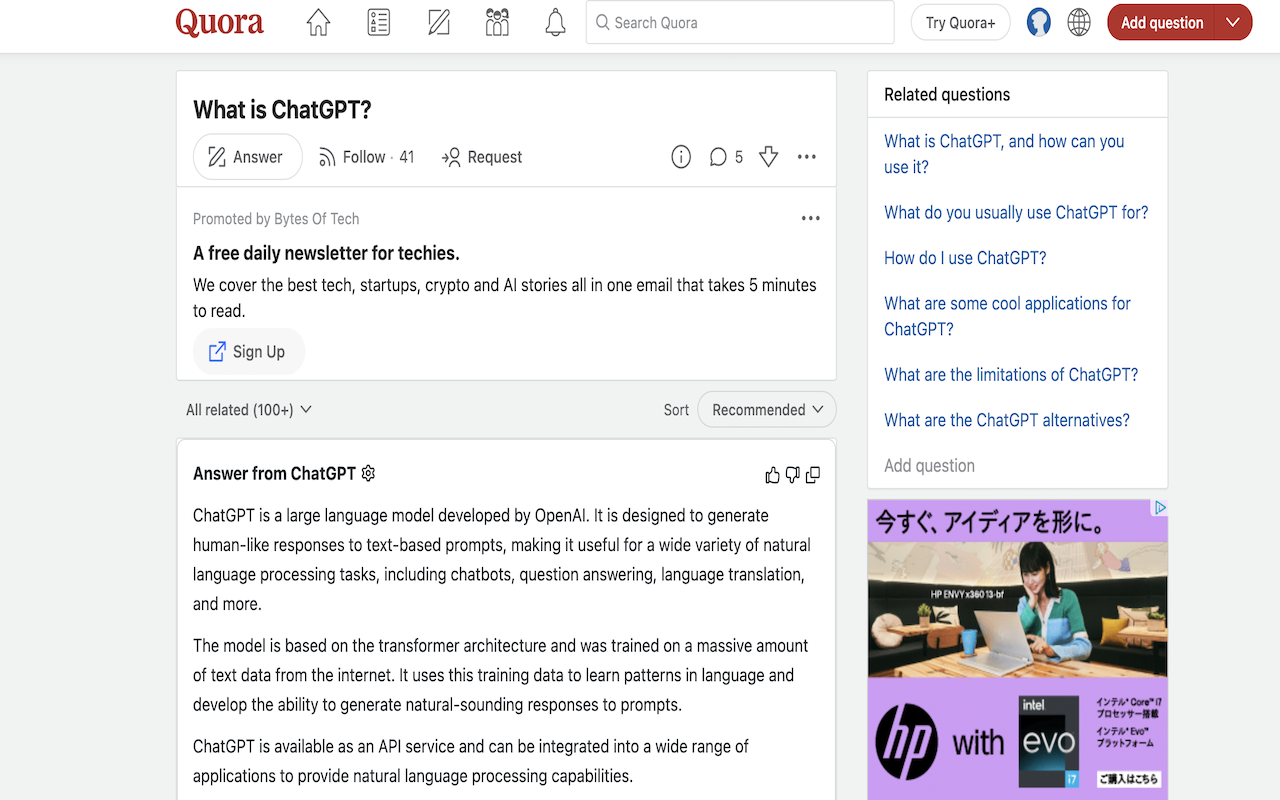 Quora
Search Quora
Try Quora+
Add question
What is ChatGPT?
Answer
Follow · 41
Request
5
Promoted by Bytes Of Tech
A free daily newsletter for techies.
We cover the best tech, startups, crypto and AI stories all in one email that takes 5 minutes
to read.
Sign Up
All related (100+)
Sort
Recommended
Answer from ChatGPT
ChatGPT is a large language model developed by OpenAI. It is designed to generate
human-like responses to text-based prompts, making it useful for a wide variety of natural
language processing tasks, including chatbots, question answering, language translation,
and more.
The model is based on the transformer architecture and was trained on a massive amount
of text data from the internet. It uses this training data to learn patterns in language and
develop the ability to generate natural-sounding responses to prompts.
ChatGPT is available as an API service and can be integrated into a wide range of
applications to provide natural language processing capabilities.
Related questions
What is ChatGPT, and how can you
use it?
What do you usually use ChatGPT for?
How do I use ChatGPT?
What are some cool applications for
ChatGPT?
What are the limitations of ChatGPT?
What are the ChatGPT alternatives?
Add question
今すぐ、アイディアを形に。
HP ENVY x360 13-bf
hp with
intel
evo
i7
インテル® Core™ i7
プロセッサー搭載
インテル® Evo™
プラットフォーム
ご購入はこちら